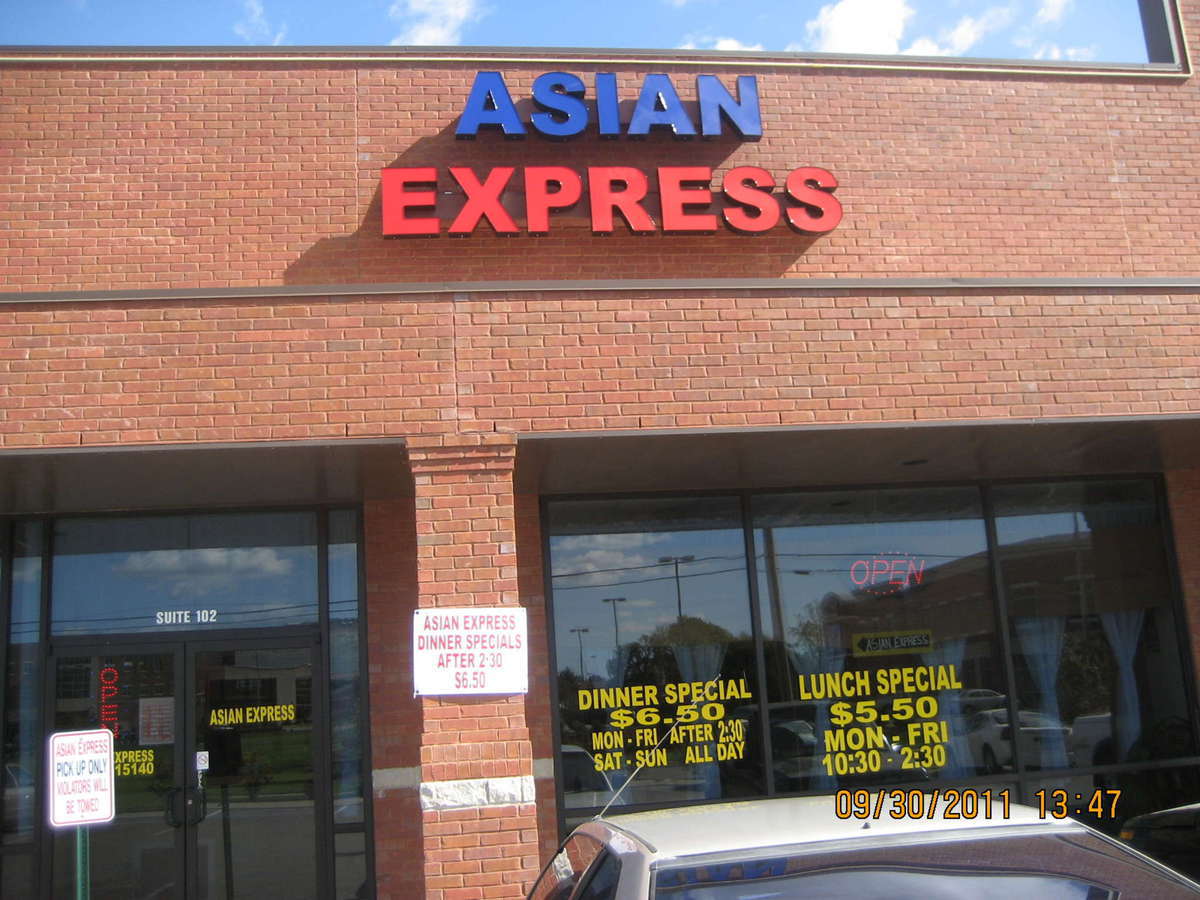 ASIAN
EXPRESS
SUITE 102
OPEN
ASIAN EXPRESS
EXPRESS
15140
ASIAN EXPRESS
PICK UP ONLY
VIOLATORS WILL
BE TOWED
ASIAN EXPRESS
DINNER SPECIALS
AFTER 2:30
$6.50
OPEN
ASIAN EXPRESS
DINNER SPECIAL
$6.50
MON - FRI AFTER 2:30
SAT - SUN ALL DAY
LUNCH SPECIAL
$5.50
MON - FRI
10:30 - 2:30
09/30/2011 13:47